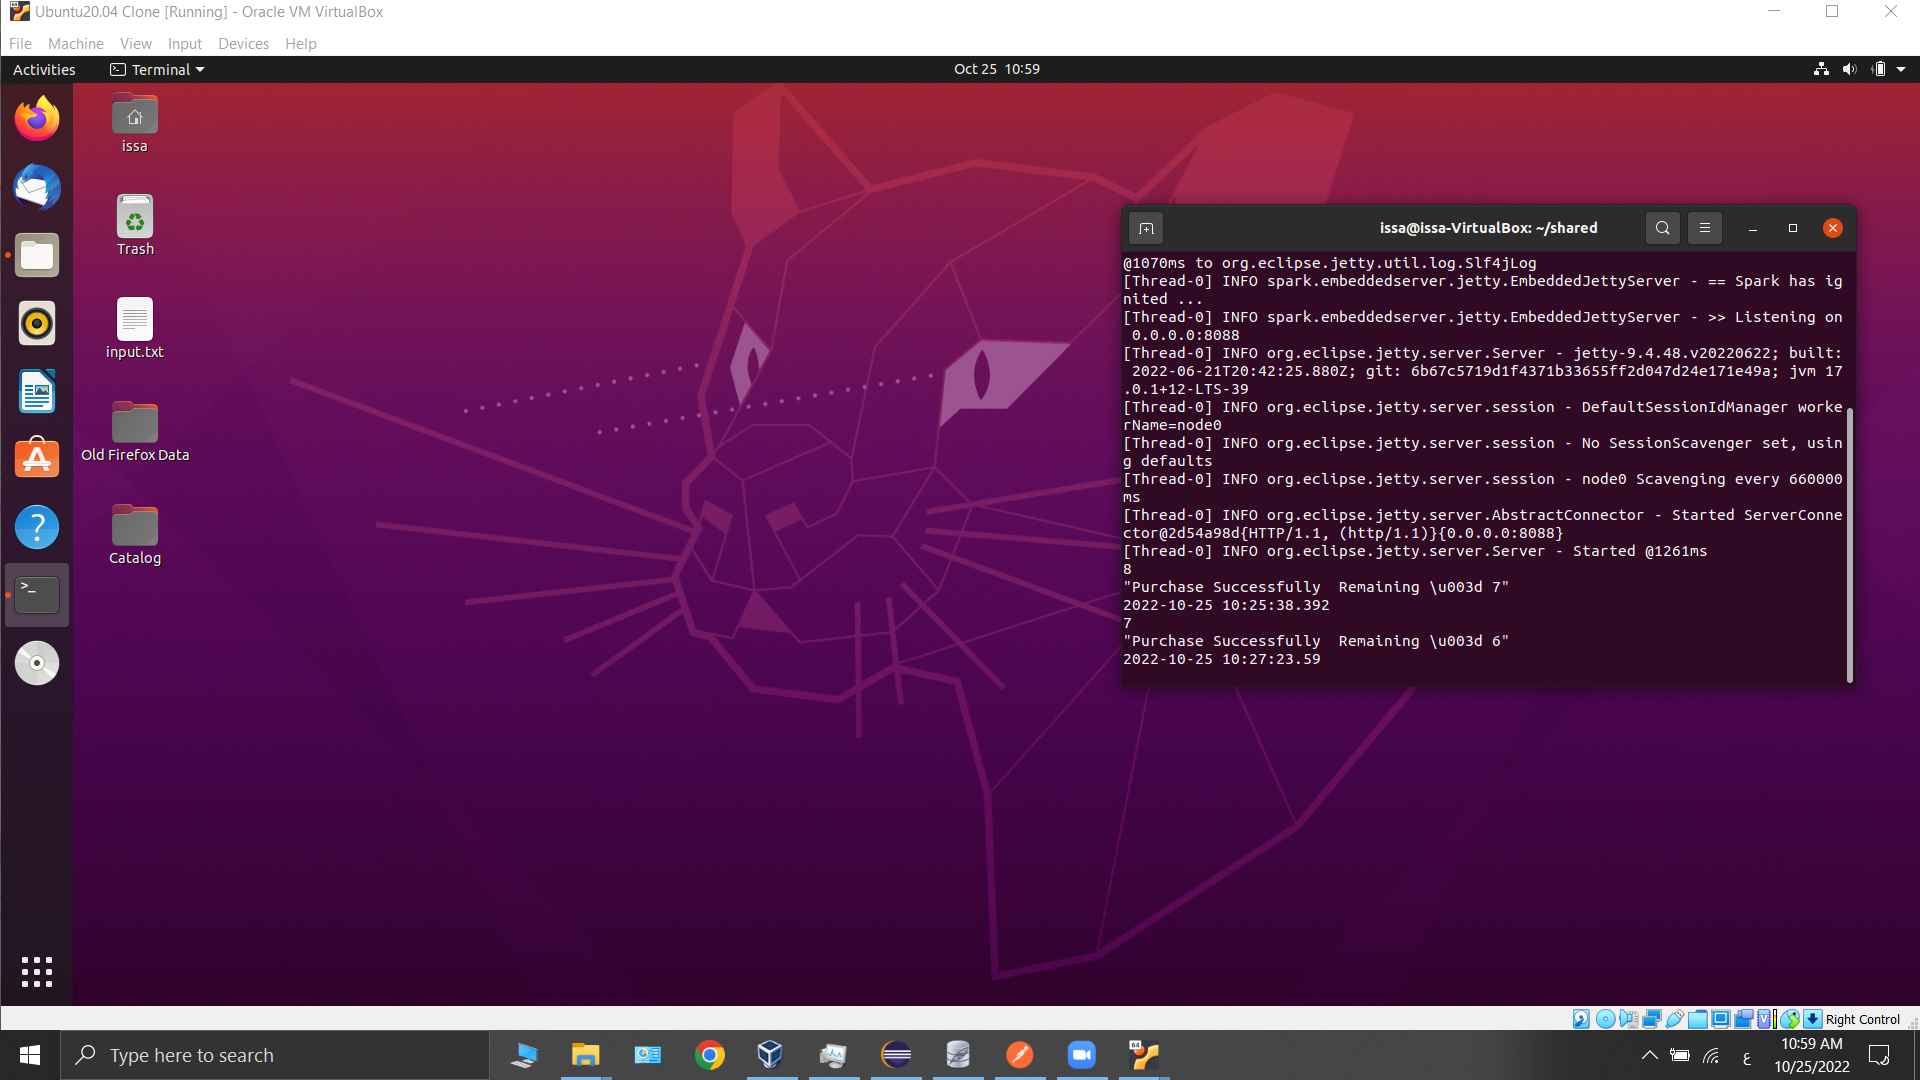 Ubuntu20.04 Clone [Running] - Oracle VM VirtualBox
File Machine View Input Devices Help
Activities Terminal Oct 25 10:59
issa
Trash
input.txt
Old Firefox Data
Catalog
issa@issa-VirtualBox: ~/shared
@1070ms to org.eclipse.jetty.util.log.Slf4jLog
[Thread-0] INFO spark.embeddedserver.jetty.EmbeddedJettyServer - == Spark has ig
nited ...
[Thread-0] INFO spark.embeddedserver.jetty.EmbeddedJettyServer - >> Listening on
 0.0.0.0:8088
[Thread-0] INFO org.eclipse.jetty.server.Server - jetty-9.4.48.v20220622; built:
 2022-06-21T20:42:25.880Z; git: 6b67c5719d1f4371b33655ff2d047d24e171e49a; jvm 17
.0.1+12-LTS-39
[Thread-0] INFO org.eclipse.jetty.server.session - DefaultSessionIdManager worke
rName=node0
[Thread-0] INFO org.eclipse.jetty.server.session - No SessionScavenger set, usin
g defaults
[Thread-0] INFO org.eclipse.jetty.server.session - node0 Scavenging every 660000
ms
[Thread-0] INFO org.eclipse.jetty.server.AbstractConnector - Started ServerConne
ctor@2d54a98d{HTTP/1.1, (http/1.1)}{0.0.0.0:8088}
[Thread-0] INFO org.eclipse.jetty.server.Server - Started @1261ms
8
"Purchase Successfully  Remaining \u003d 7"
2022-10-25 10:25:38.392
7
"Purchase Successfully  Remaining \u003d 6"
2022-10-25 10:27:23.59
Right Control
Type here to search
ع
10:59 AM
10/25/2022